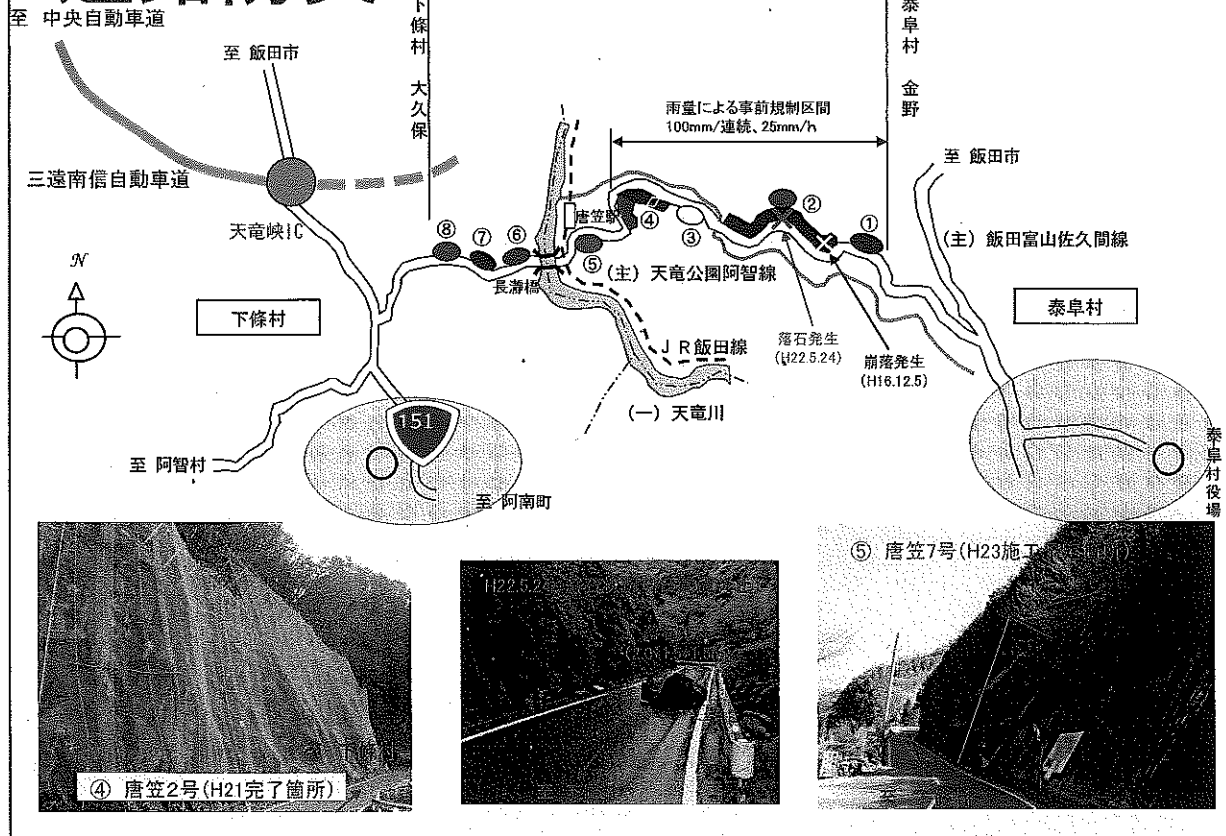 至 中央自動車道
下條村 大久保
泰阜村 金野
至 飯田市
雨量による事前規制区間
100mm/連続、25mm/h
至 飯田市
三遠南信自動車道
天竜峡IC
⑧
⑦
⑥
唐笠駅
⑤
④
③
②
①
(主) 飯田富山佐久間線
(主) 天竜公園阿智線
長瀞橋
N
下條村
泰阜村
落石発生
(H22.5.24)
崩落発生
(H16.12.5)
JR飯田線
(一) 天竜川
151
至 阿智村
至 阿南町
泰阜村役場
④ 唐笠2号(H21完了箇所)
H22.5.2
⑤ 唐笠7号(H23施工